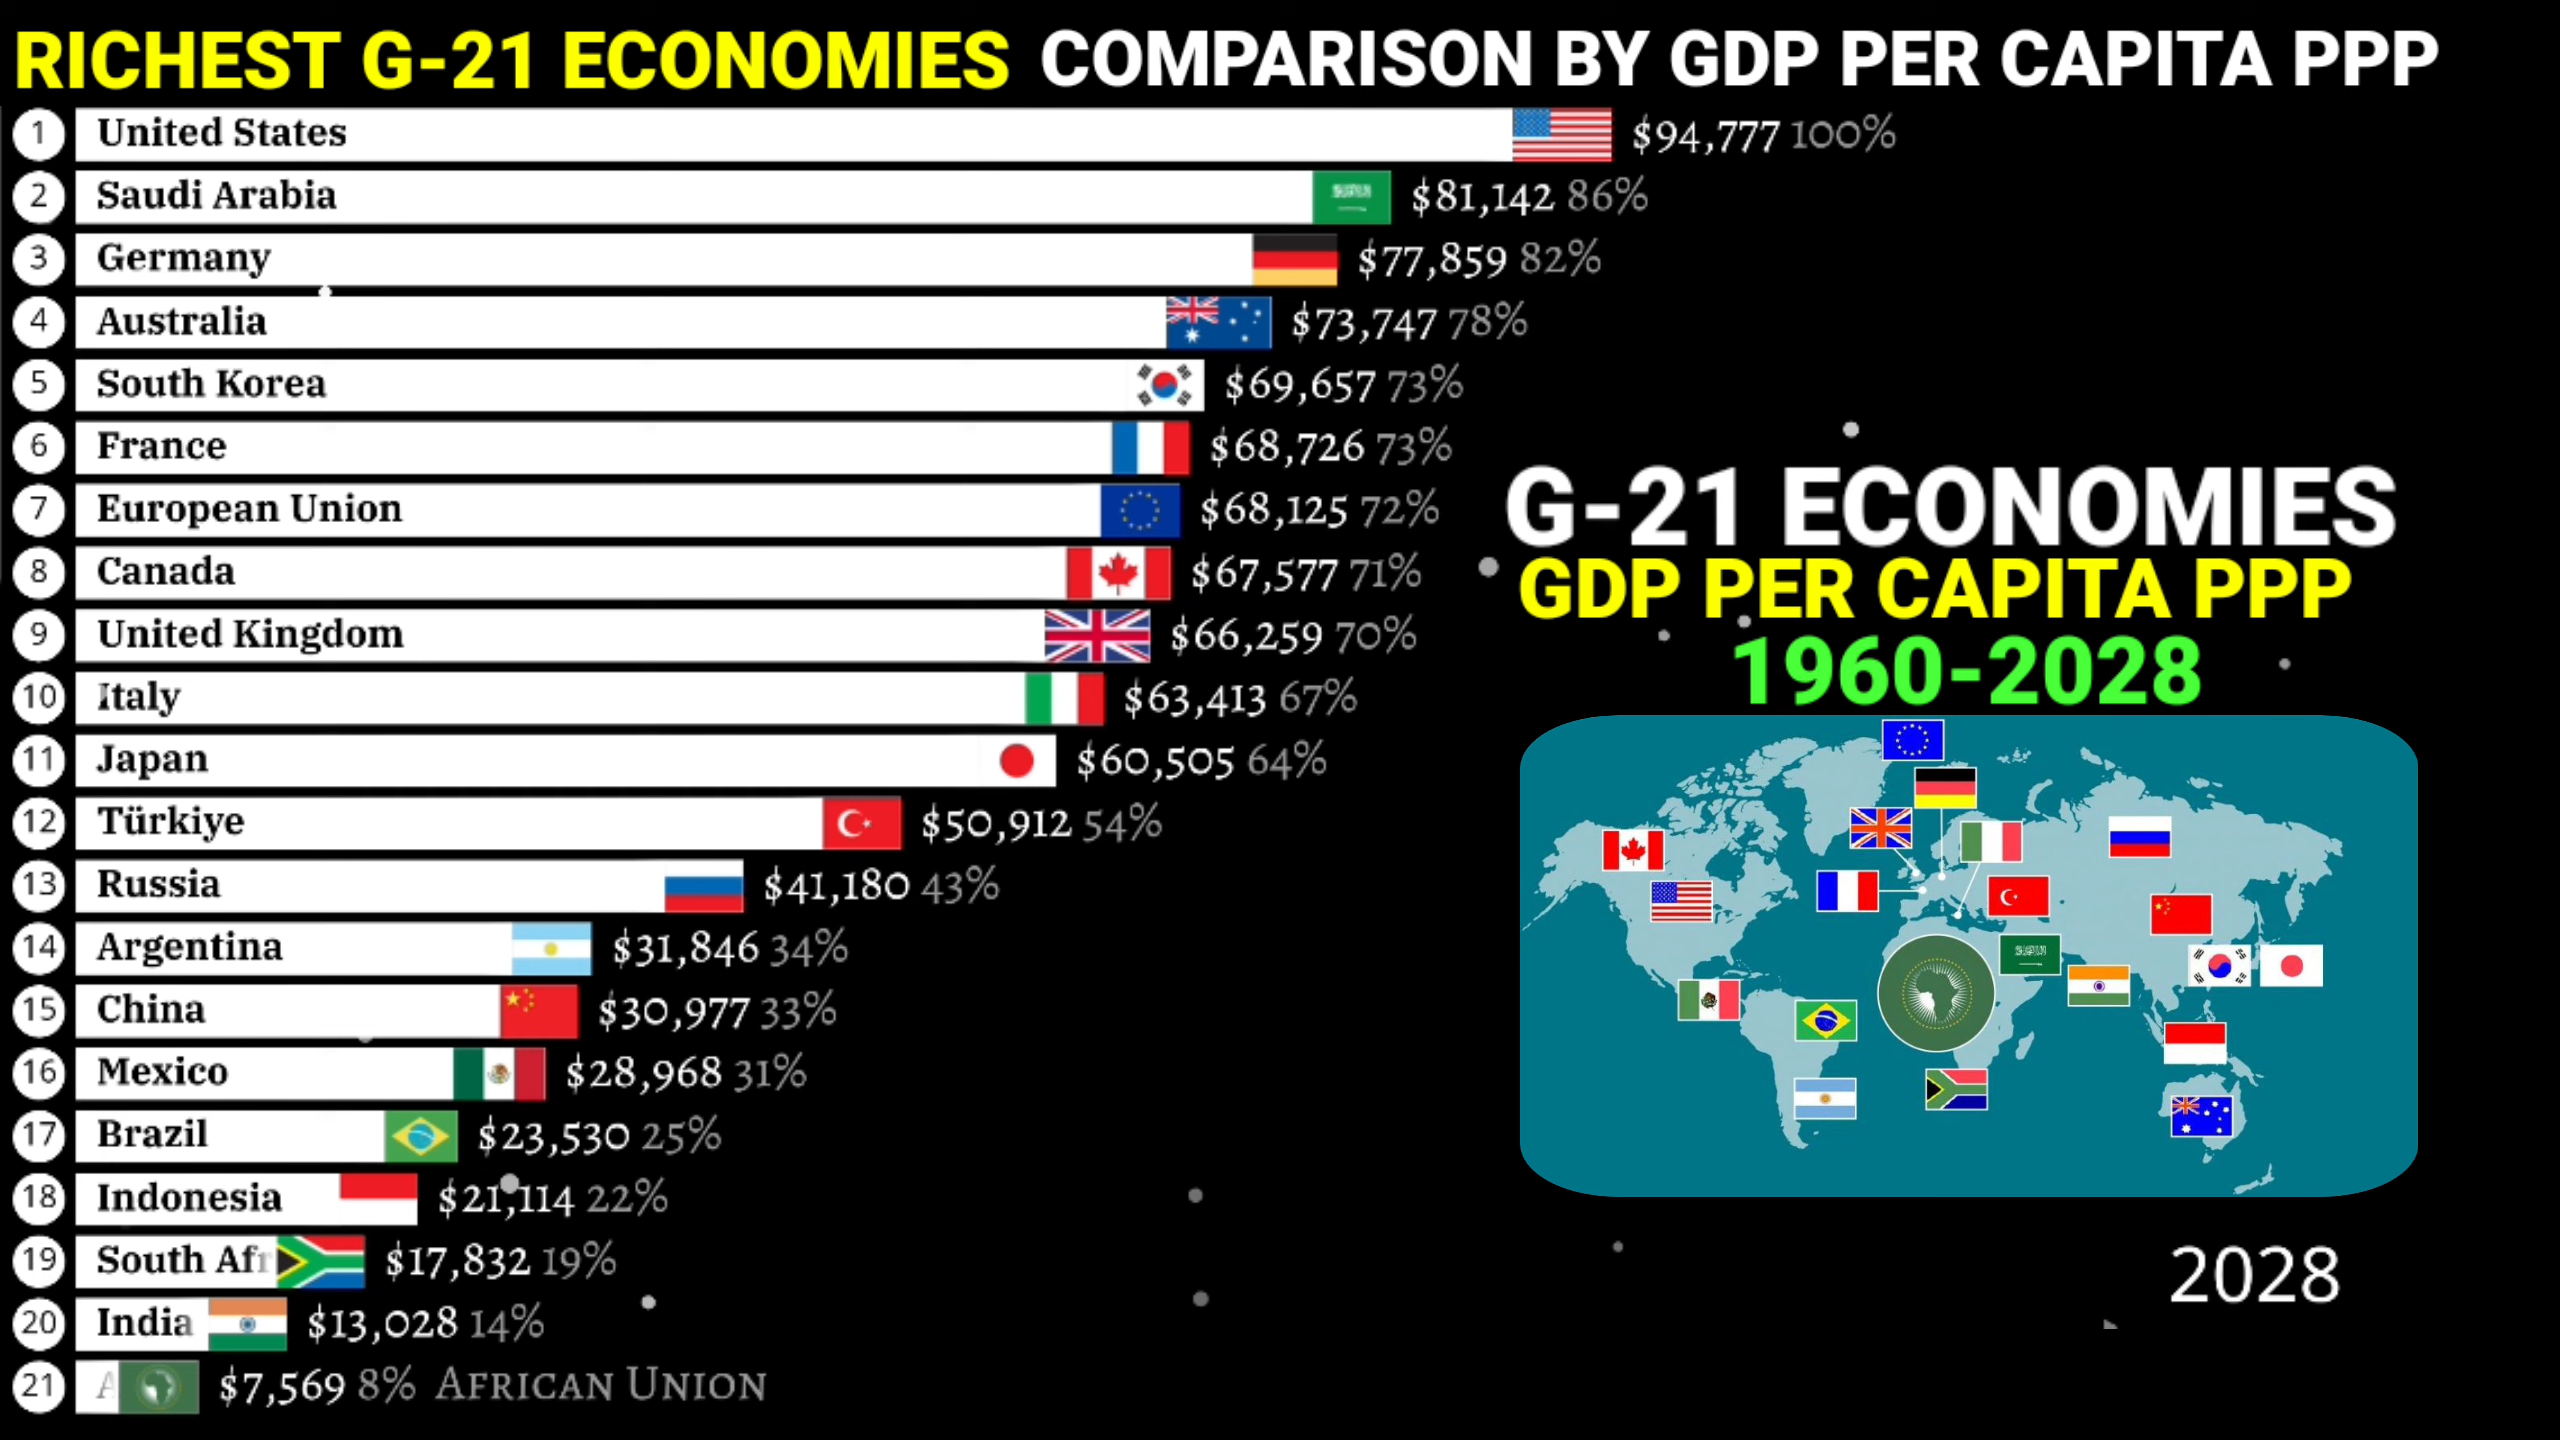 RICHEST G-21 ECONOMIES COMPARISON BY GDP PER CAPITA PPP
1 United States $94,777 100%
2 Saudi Arabia $81,142 86%
3 Germany $77,859 82%
4 Australia $73,747 78%
5 South Korea $69,657 73%
6 France $68,726 73%
7 European Union $68,125 72%
8 Canada $67,577 71%
9 United Kingdom $66,259 70%
10 Italy $63,413 67%
11 Japan $60,505 64%
12 Türkiye $50,912 54%
13 Russia $41,180 43%
14 Argentina $31,846 34%
15 China $30,977 33%
16 Mexico $28,968 31%
17 Brazil $23,530 25%
18 Indonesia $21,114 22%
19 South Afr $17,832 19%
20 India $13,028 14%
21 A $7,569 8% AFRICAN UNION
G-21 ECONOMIES
GDP PER CAPITA PPP
1960-2028
2028